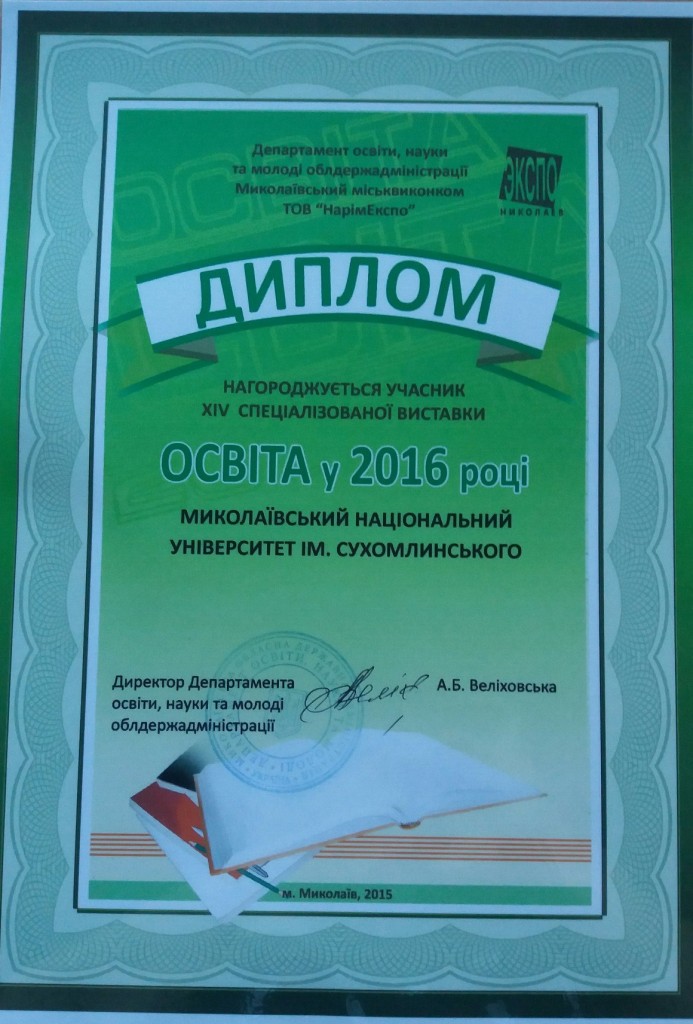 Департамент освіти, науки
та молоді облдержадміністрації
Миколаївський міськвиконком
ТОВ "НарімЕкспо"
ЭКСПО
НИКОЛАЕВ
ДИПЛОМ
НАГОРОДЖУЄТЬСЯ УЧАСНИК
XIV СПЕЦІАЛІЗОВАНОЇ ВИСТАВКИ
ОСВІТА у 2016 році
МИКОЛАЇВСЬКИЙ НАЦІОНАЛЬНИЙ
УНІВЕРСИТЕТ ІМ. СУХОМЛИНСЬКОГО
Директор Департамента
освіти, науки та молоді
облдержадміністрації
А.Б. Веліховська
м. Миколаїв, 2015